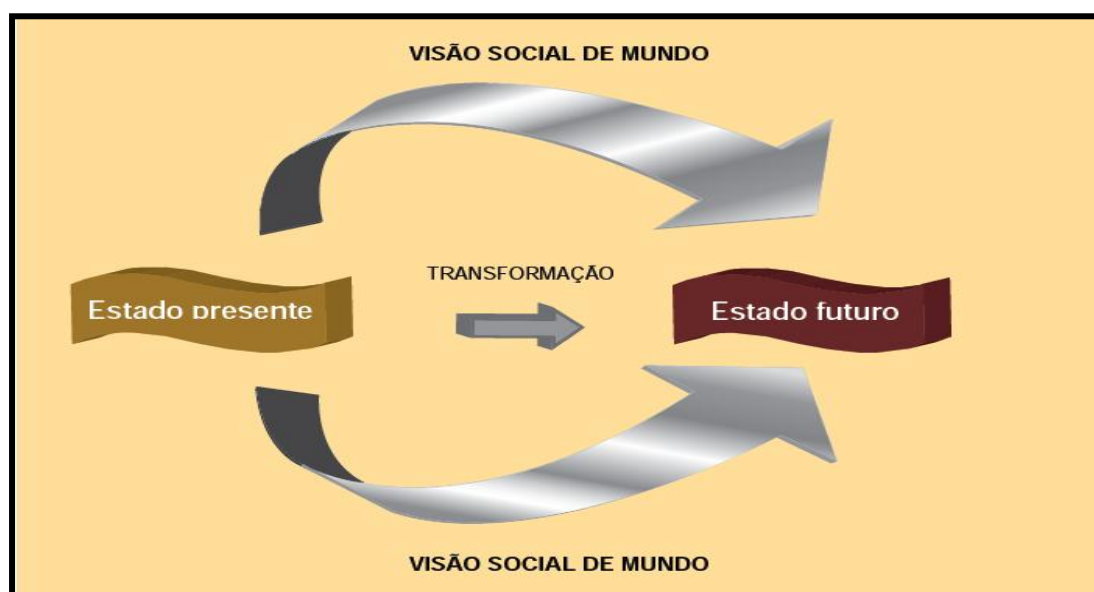 VISÃO SOCIAL DE MUNDO
TRANSFORMAÇÃO
Estado presente
Estado futuro
VISÃO SOCIAL DE MUNDO